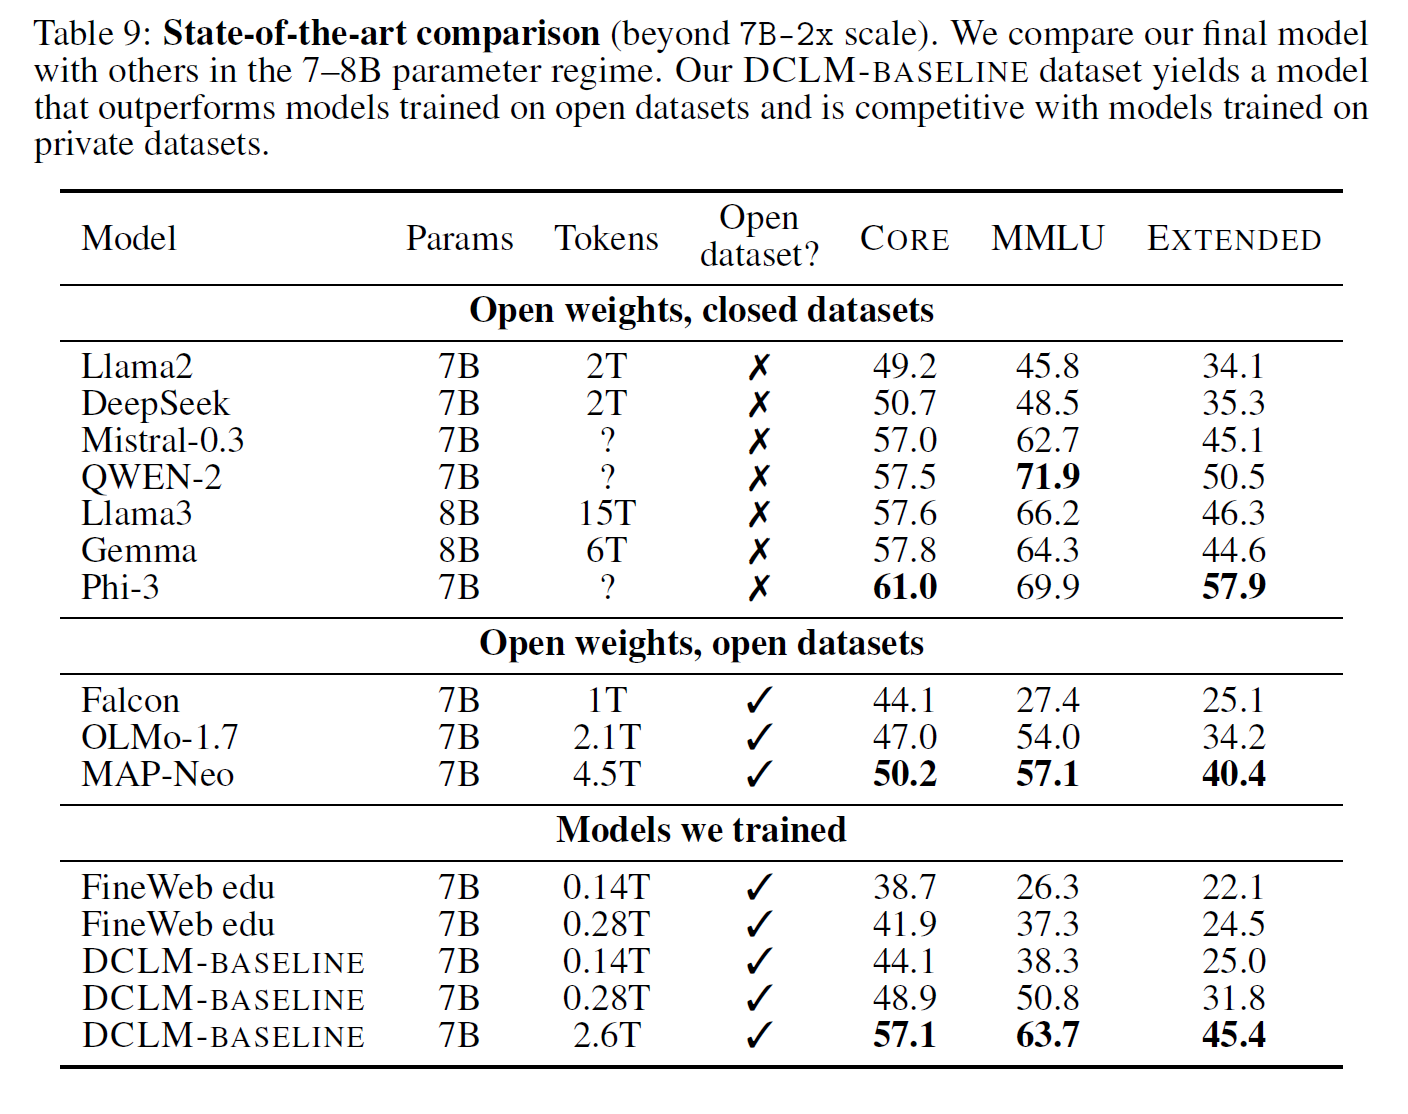 Table 9: State-of-the-art comparison (beyond 7B-2x scale). We compare our final model
with others in the 7–8B parameter regime. Our DCLM-BASELINE dataset yields a model
that outperforms models trained on open datasets and is competitive with models trained on
private datasets.
Model Params Tokens Open dataset? CORE MMLU EXTENDED
Open weights, closed datasets
Llama2 7B 2T ✗ 49.2 45.8 34.1
DeepSeek 7B 2T ✗ 50.7 48.5 35.3
Mistral-0.3 7B ? ✗ 57.0 62.7 45.1
QWEN-2 7B ? ✗ 57.5 71.9 50.5
Llama3 8B 15T ✗ 57.6 66.2 46.3
Gemma 8B 6T ✗ 57.8 64.3 44.6
Phi-3 7B ? ✗ 61.0 69.9 57.9
Open weights, open datasets
Falcon 7B 1T ✓ 44.1 27.4 25.1
OLMo-1.7 7B 2.1T ✓ 47.0 54.0 34.2
MAP-Neo 7B 4.5T ✓ 50.2 57.1 40.4
Models we trained
FineWeb edu 7B 0.14T ✓ 38.7 26.3 22.1
FineWeb edu 7B 0.28T ✓ 41.9 37.3 24.5
DCLM-BASELINE 7B 0.14T ✓ 44.1 38.3 25.0
DCLM-BASELINE 7B 0.28T ✓ 48.9 50.8 31.8
DCLM-BASELINE 7B 2.6T ✓ 57.1 63.7 45.4